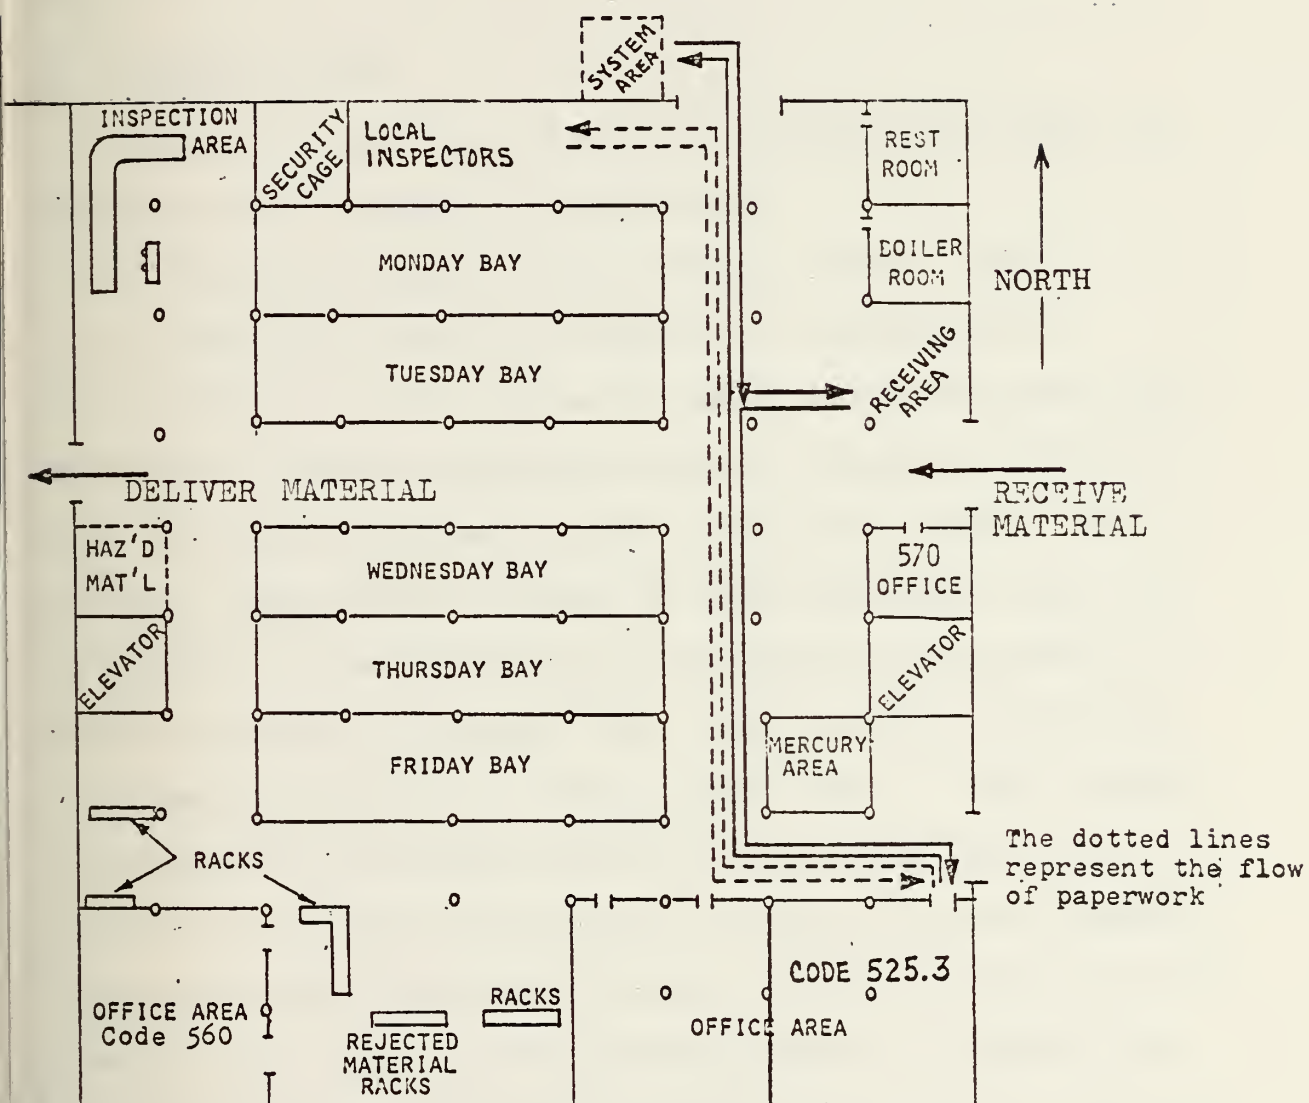 SYSTEM
AREA
INSPECTION
AREA
SECURITY
CAGE
LOCAL
INSPECTORS
REST
ROOM
MONDAY BAY
BOILER
ROOM
NORTH
TUESDAY BAY
RECEIVING
AREA
DELIVER MATERIAL
RECEIVE
MATERIAL
HAZ'D
MAT'L
WEDNESDAY BAY
570
OFFICE
ELEVATOR
THURSDAY BAY
ELEVATOR
FRIDAY BAY
MERCURY
AREA
RACKS
The dotted lines
represent the flow
of paperwork
CODE 525.3
OFFICE AREA
Code 560
RACKS
OFFICE AREA
REJECTED
MATERIAL
RACKS